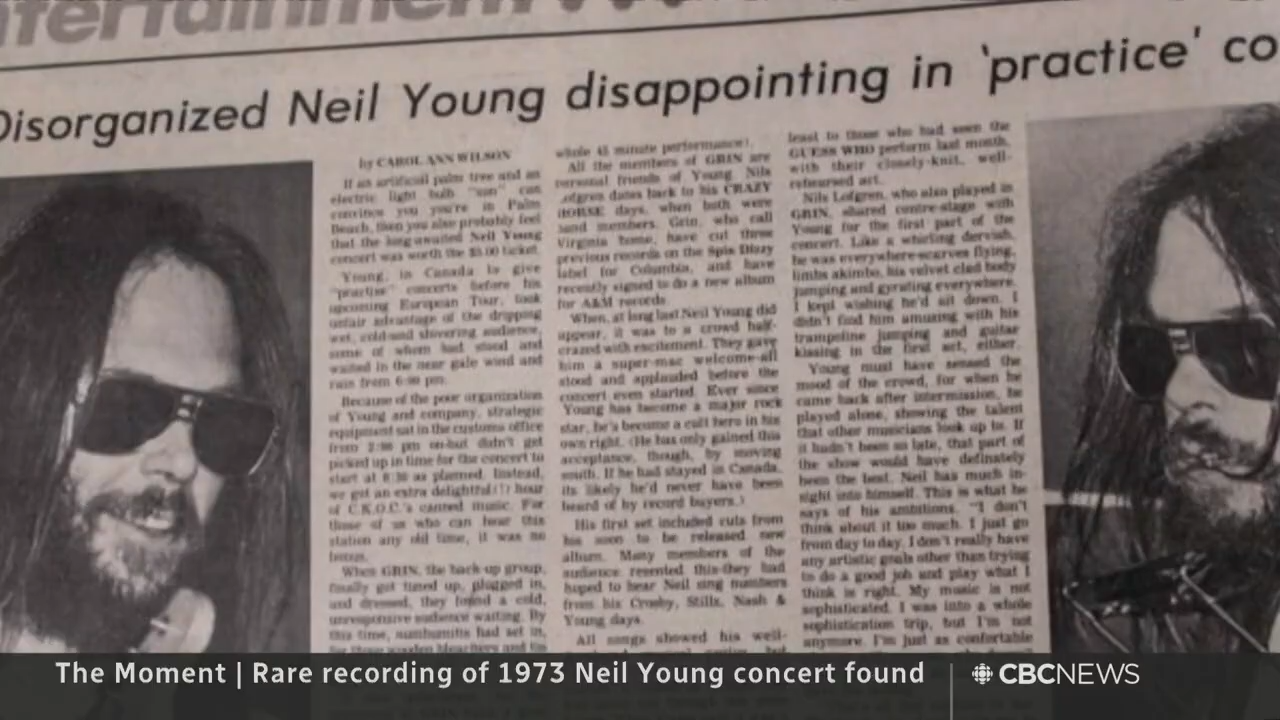 Entertainment
Disorganized Neil Young disappointing in 'practice' co
by CAROL ANN WILSON
If an artificial palm tree and an
electric light bulb "sun" can
convince you you're in Palm
Beach, then you also probably feel
that the long awaited Neil Young
concert was worth the $5.00 ticket.
Young, in Canada to give
"practise" concerts before his
upcoming European Tour, took
unfair advantage of the dripping
wet, cold and shivering audience,
some of whom had stood and
waited in the near gale wind and
rain from 6:00 pm.
Because of the poor organization
of Young and company, strategic
equipment sat in the customs office
from 2:00 pm on-but didn't get
picked up in time for the concert to
start at 8:30 as planned. Instead,
we got an extra delightful(!) hour
of C.K.O.C.'s canned music. For
those of us who can hear this
station any old time, it was no
When GRIN, the back-up group,
finally got tuned up, plugged in,
and dressed, they found a cold,
unresponsive audience waiting. By
this time, numbumitis had set in,
for those wooden bleachers and
whole 45 minute performance).
All the members of GRIN are
personal friends of Young. Nils
Lofgren dates back to his CRAZY
HORSE days, when both were
band members. Grin, who call
Virginia home, have cut three
previous records on the Spin Dizzy
label for Columbia, and have
recently signed to do a new album
for A&M records.
When, at long last Neil Young did
appear, it was to a crowd half-
crazed with excitement. They gave
him a super-mac welcome-all
stood and applauded before the
concert even started. Ever since
Young has become a major rock
star, he's become a cult hero in his
own right. (He has only gained this
acceptance, though, by moving
south. If he had stayed in Canada,
its likely he'd never have been
heard of by record buyers.)
His first set included cuts from
his soon to be released new
album. Many members of the
audience resented this-they had
hoped to hear Neil sing numbers
from his Crosby, Stills, Nash &
Young days.
All songs showed his well-
least to those who had seen the
GUESS WHO perform last month,
with their closely-knit, well-
rehearsed act.
Nils Lofgren, who also played in
GRIN, shared centre-stage with
Young for the first part of the
concert. Like a whirling dervish,
he was everywhere-scarves flying,
limbs akimbo, his velvet clad body
jumping and gyrating everywhere.
I kept wishing he'd sit down. I
didn't find him amusing with his
trampoline jumping and guitar
kissing in the first act, either.
Young must have sensed the
mood of the crowd, for when he
came back after intermission, he
played alone, showing the talent
that other musicians look up to. If
it hadn't been so late, that part of
the show would have definately
been the best. Neil has much in-
sight into himself. This is what he
says of his ambitions. "I don't
think about it too much. I just go
from day to day. I don't really have
any artistic goals other than trying
to do a good job and play what I
think is right. My music is not
sophisticated. I was into a whole
sophistication trip, but I'm not
anymore. I'm just as comfortable
The Moment | Rare recording of 1973 Neil Young concert found
CBCNEWS